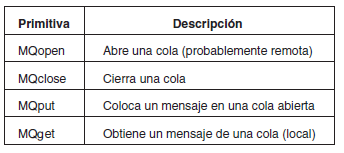 Primitiva Descripción
MQopen Abre una cola (probablemente remota)
MQclose Cierra una cola
MQput Coloca un mensaje en una cola abierta
MQget Obtiene un mensaje de una cola (local)